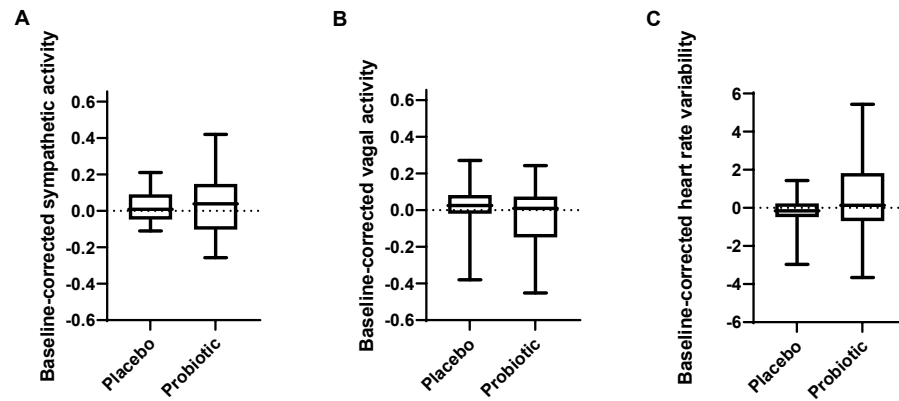 A
Baseline-corrected sympathetic activity
0.6
0.4
0.2
0.0
-0.2
-0.4
-0.6
Placebo
Probiotic
B
Baseline-corrected vagal activity
0.6
0.4
0.2
0.0
-0.2
-0.4
-0.6
Placebo
Probiotic
C
Baseline-corrected heart rate variability
6
4
2
0
-2
-4
-6
Placebo
Probiotic